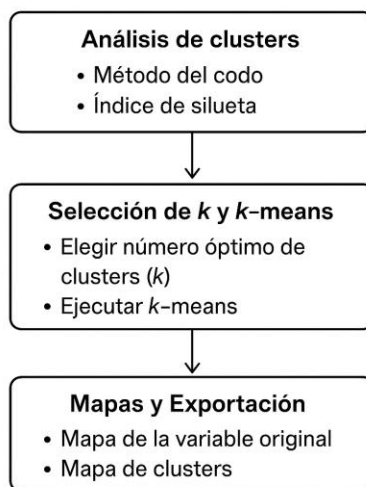 Análisis de clusters
• Método del codo
• Índice de silueta
Selección de k y k-means
• Elegir número óptimo de
clusters (k)
• Ejecutar k-means
Mapas y Exportación
• Mapa de la variable original
• Mapa de clusters